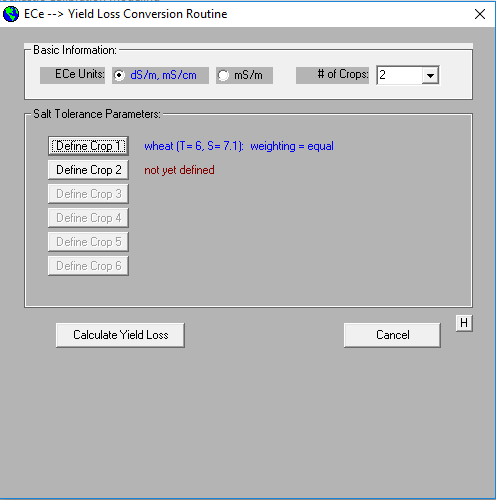 ECe --> Yield Loss Conversion Routine
Basic Information:
ECe Units: dS/m, mS/cm mS/m # of Crops: 2
Salt Tolerance Parameters:
Define Crop 1 wheat (T= 6, S= 7.1): weighting = equal
Define Crop 2 not yet defined
Define Crop 3
Define Crop 4
Define Crop 5
Define Crop 6
H
Calculate Yield Loss Cancel